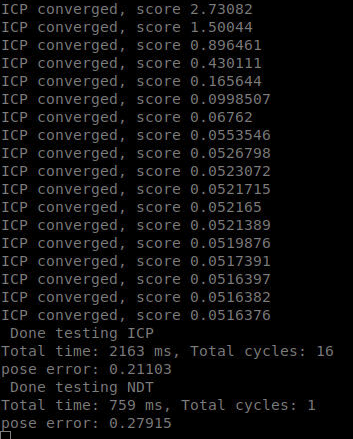 ICP converged, score 2.73082
ICP converged, score 1.50044
ICP converged, score 0.896461
ICP converged, score 0.430111
ICP converged, score 0.165644
ICP converged, score 0.0998507
ICP converged, score 0.06762
ICP converged, score 0.0553546
ICP converged, score 0.0526798
ICP converged, score 0.0523072
ICP converged, score 0.0521715
ICP converged, score 0.052165
ICP converged, score 0.0521389
ICP converged, score 0.0519876
ICP converged, score 0.0517391
ICP converged, score 0.0516397
ICP converged, score 0.0516382
ICP converged, score 0.0516376
Done testing ICP
Total time: 2163 ms, Total cycles: 16
pose error: 0.21103
Done testing NDT
Total time: 759 ms, Total cycles: 1
pose error: 0.27915